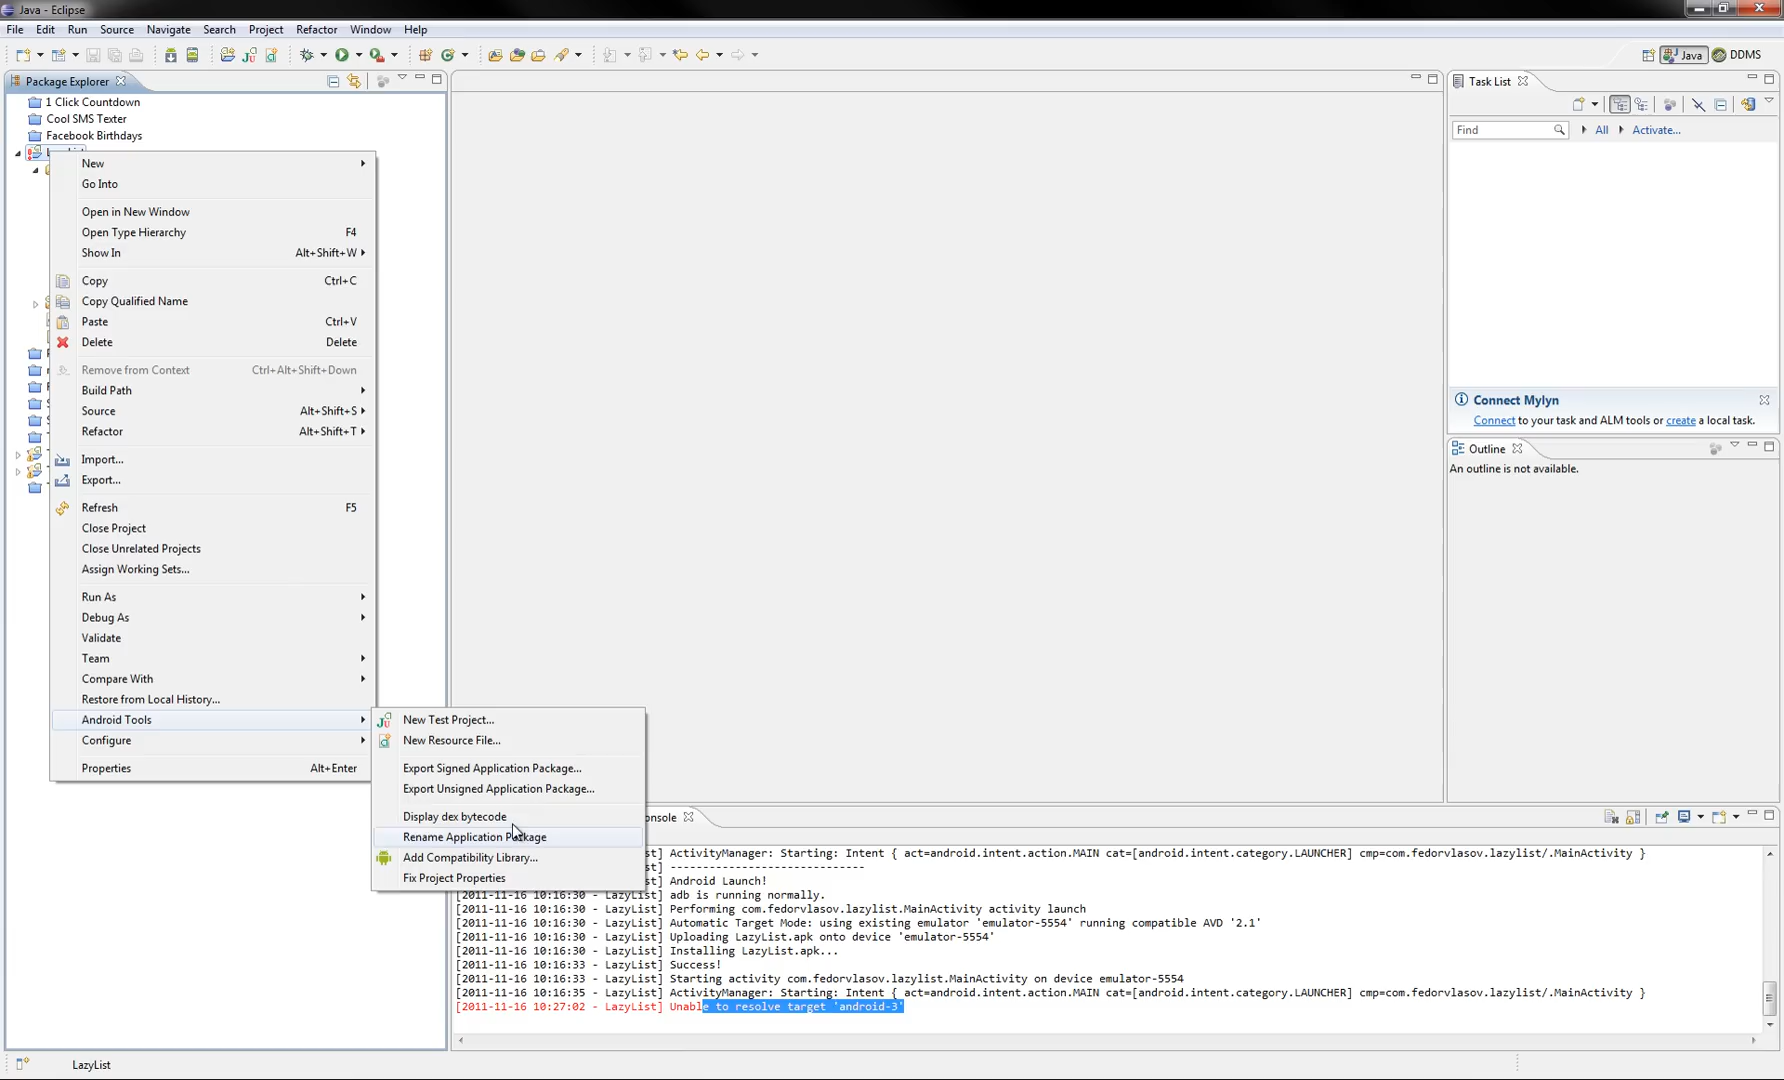 Java - Eclipse
File Edit Run Source Navigate Search Project Refactor Window Help
Java DDMS
Package Explorer
1 Click Countdown
Cool SMS Texter
Facebook Birthdays
New
Go Into
Open in New Window
Open Type Hierarchy F4
Show In Alt+Shift+W
Copy Ctrl+C
Copy Qualified Name
Paste Ctrl+V
Delete Delete
Remove from Context Ctrl+Alt+Shift+Down
Build Path
Source Alt+Shift+S
Refactor Alt+Shift+T
Import...
Export...
Refresh F5
Close Project
Close Unrelated Projects
Assign Working Sets...
Run As
Debug As
Validate
Team
Compare With
Restore from Local History...
Android Tools
Configure
Properties Alt+Enter
New Test Project...
New Resource File...
Export Signed Application Package...
Export Unsigned Application Package...
Display dex bytecode
Rename Application Package
Add Compatibility Library...
Fix Project Properties
Task List
Find All Activate...
Connect Mylyn
Connect to your task and ALM tools or create a local task.
Outline
An outline is not available.
onsole
st] ActivityManager: Starting: Intent { act=android.intent.action.MAIN cat=[android.intent.category.LAUNCHER] cmp=com.fedorvlasov.lazylist/.MainActivity }
st] ------------------------------
st] Android Launch!
[2011-11-16 10:16:30 - LazyList] adb is running normally.
[2011-11-16 10:16:30 - LazyList] Performing com.fedorvlasov.lazylist.MainActivity activity launch
[2011-11-16 10:16:30 - LazyList] Automatic Target Mode: using existing emulator 'emulator-5554' running compatible AVD '2.1'
[2011-11-16 10:16:30 - LazyList] Uploading LazyList.apk onto device 'emulator-5554'
[2011-11-16 10:16:30 - LazyList] Installing LazyList.apk...
[2011-11-16 10:16:33 - LazyList] Success!
[2011-11-16 10:16:33 - LazyList] Starting activity com.fedorvlasov.lazylist.MainActivity on device emulator-5554
[2011-11-16 10:16:35 - LazyList] ActivityManager: Starting: Intent { act=android.intent.action.MAIN cat=[android.intent.category.LAUNCHER] cmp=com.fedorvlasov.lazylist/.MainActivity }
[2011-11-16 10:27:02 - LazyList] Unable to resolve target 'android-3'
LazyList